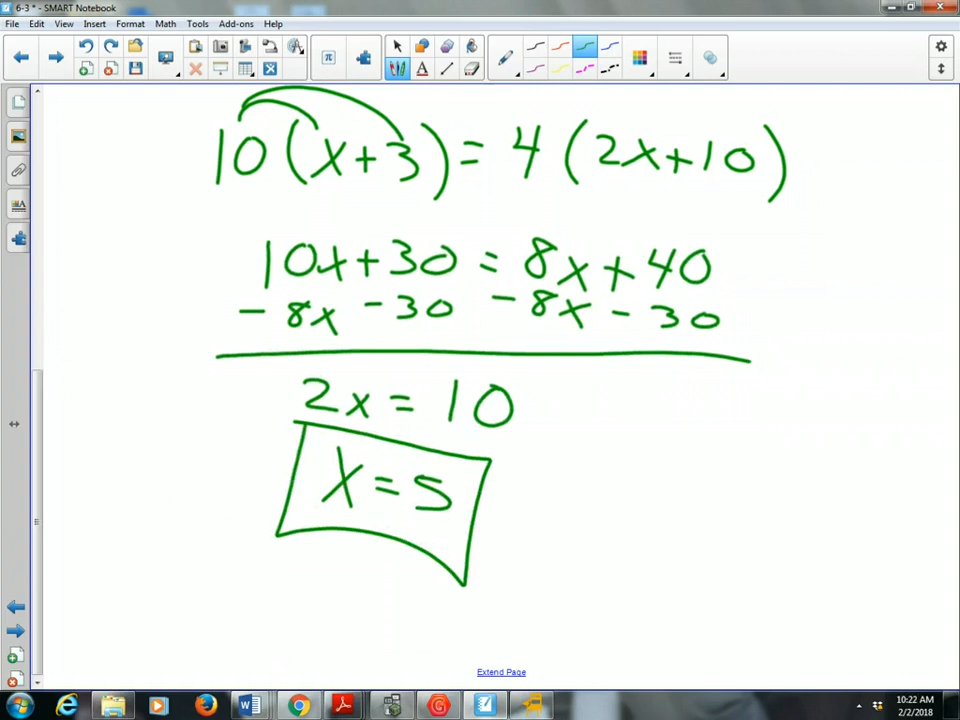 6-3 * - SMART Notebook
File Edit View Insert Format Math Tools Add-ons Help
10(x+3)=4(2x+10)
10x+30=8x+40
-8x -30 -8x -30
2x=10
x=5
Extend Page
10:22 AM
2/2/2018